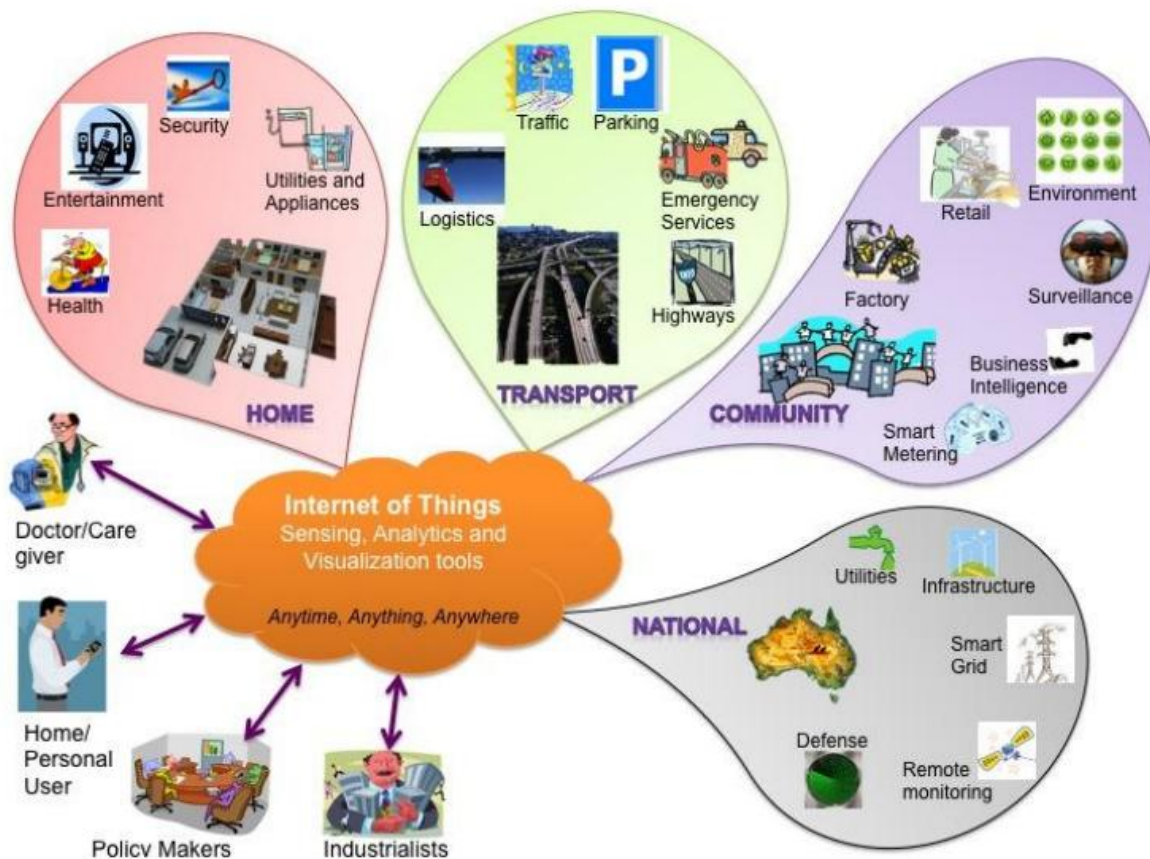 Security
Entertainment
Utilities and
Appliances
Health
HOME
Traffic
P
Parking
Logistics
Emergency
Services
Highways
TRANSPORT
Retail
Environment
Factory
Surveillance
Business
Intelligence
COMMUNITY
Smart
Metering
Internet of Things
Sensing, Analytics and
Visualization tools
Anytime, Anything, Anywhere
Doctor/Care
giver
Home/
Personal
User
Policy Makers
Industrialists
NATIONAL
Utilities
Infrastructure
Smart
Grid
Defense
Remote
monitoring